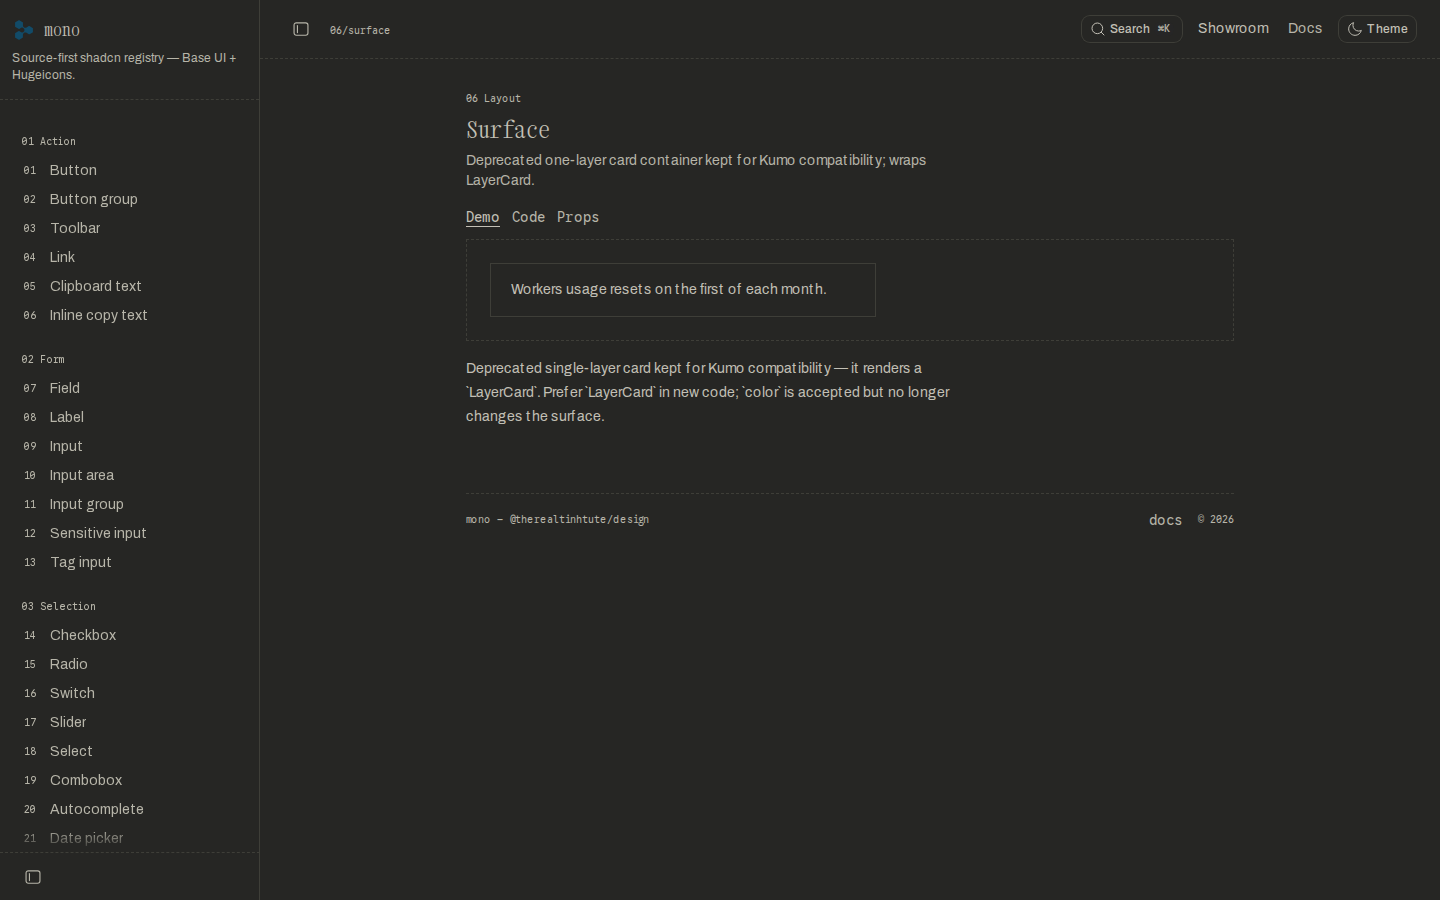 mono
Source-first shadcn registry — Base UI +
Hugeicons.
01 Action
01 Button
02 Button group
03 Toolbar
04 Link
05 Clipboard text
06 Inline copy text
02 Form
07 Field
08 Label
09 Input
10 Input area
11 Input group
12 Sensitive input
13 Tag input
03 Selection
14 Checkbox
15 Radio
16 Switch
17 Slider
18 Select
19 Combobox
20 Autocomplete
21 Date picker
06/surface
Search ⌘K
Showroom
Docs
Theme
06 Layout
Surface
Deprecated one-layer card container kept for Kumo compatibility; wraps
LayerCard.
Demo Code Props
Workers usage resets on the first of each month.
Deprecated single-layer card kept for Kumo compatibility — it renders a
`LayerCard`. Prefer `LayerCard` in new code; `color` is accepted but no longer
changes the surface.
mono — @therealtinhtute/design
docs © 2026